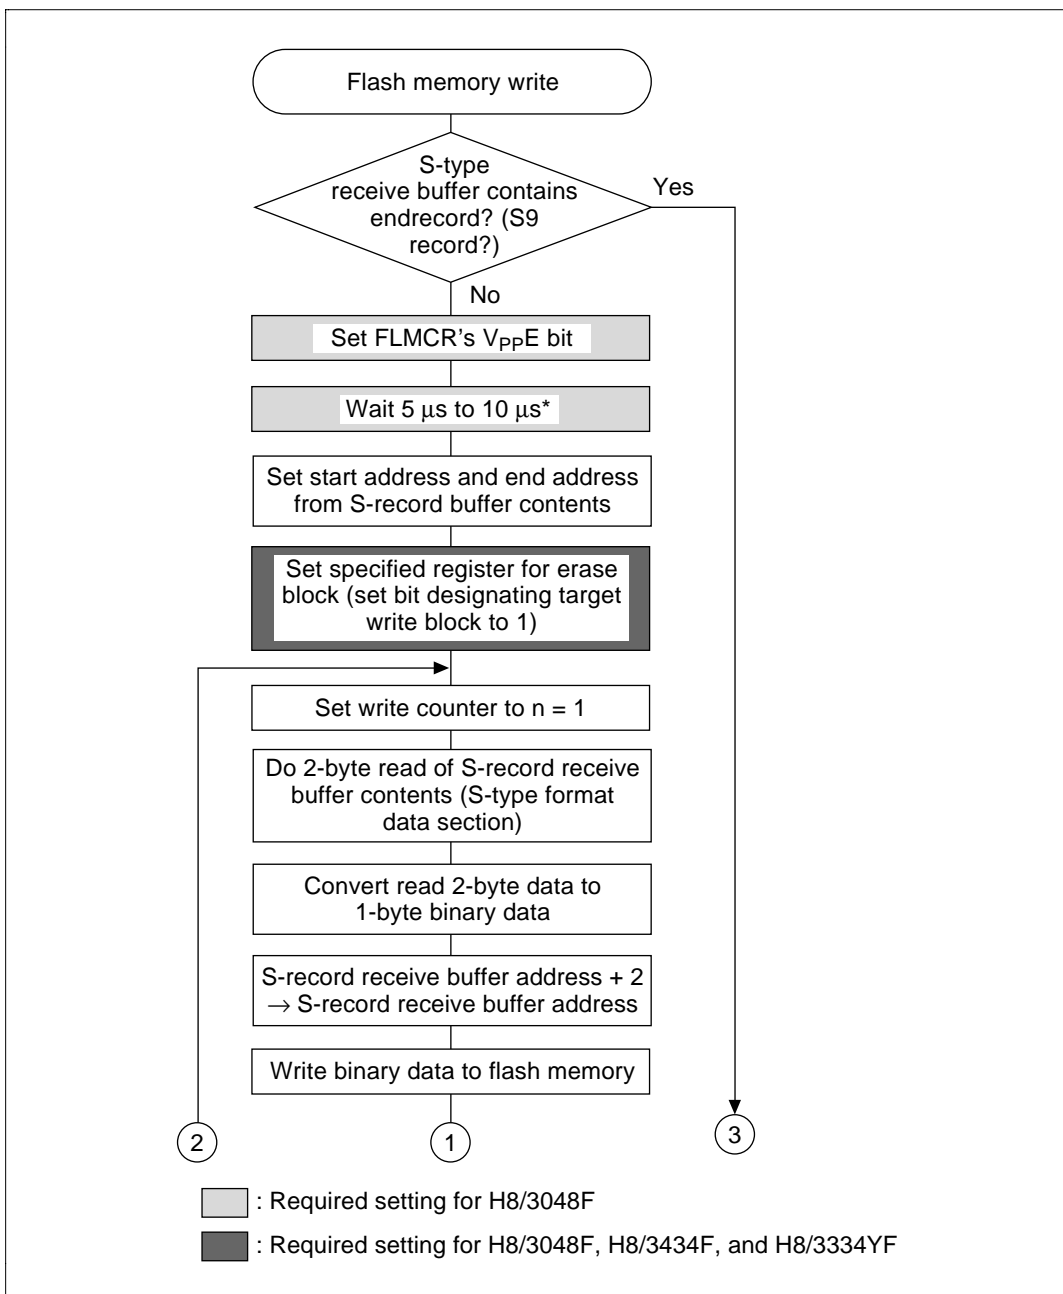 Flash memory write
S-type
receive buffer contains
endrecord? (S9
record?)
Yes
No
Set FLMCR's VPPE bit
Wait 5 µs to 10 µs*
Set start address and end address
from S-record buffer contents
Set specified register for erase
block (set bit designating target
write block to 1)
Set write counter to n = 1
Do 2-byte read of S-record receive
buffer contents (S-type format
data section)
Convert read 2-byte data to
1-byte binary data
S-record receive buffer address + 2
→ S-record receive buffer address
Write binary data to flash memory
2
1
3
: Required setting for H8/3048F
: Required setting for H8/3048F, H8/3434F, and H8/3334YF